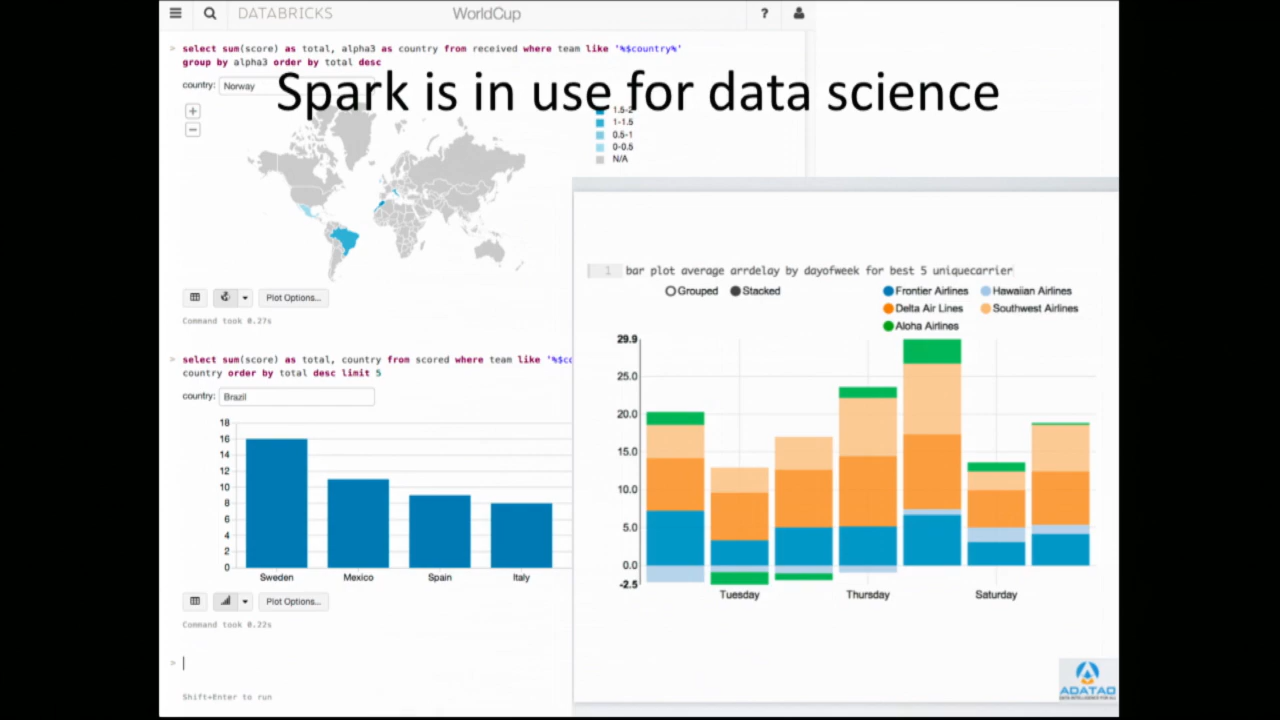 DATABRICKS
WorldCup
?
> select sum(score) as total, alpha3 as country from received where team like '%$country%'
group by alpha3 order by total desc
country: Norway
Spark is in use for data science
+
−
1-1.5
0.5-1
0-0.5
N/A
Plot Options...
Command took 0.27s
> select sum(score) as total, country from scored where team like '%$co
country order by total desc limit 5
country: Brazil
18
16
14
12
10
8
6
4
2
0
Sweden Mexico Spain Italy
Plot Options...
Command took 0.22s
>
Shift+Enter to run
1 bar plot average arrdelay by dayofweek for best 5 uniquecarrier
Grouped Stacked
Frontier Airlines Hawaiian Airlines
Delta Air Lines Southwest Airlines
Aloha Airlines
29.9
25.0
20.0
15.0
10.0
5.0
0.0
-2.5
Tuesday Thursday Saturday
ADATAO
DATA INTELLIGENCE FOR ALL